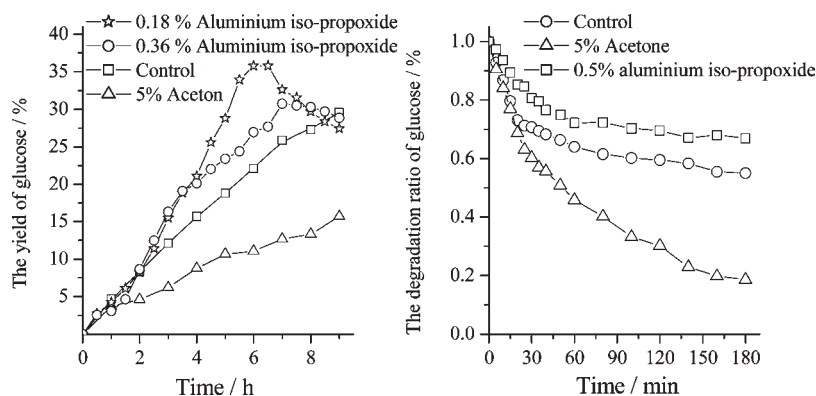 0.18 % Aluminium iso-propoxide
0.36 % Aluminium iso-propoxide
Control
5% Aceton
The yield of glucose / %
40
35
30
25
20
15
10
5
0
2
4
6
8
Time / h
Control
5% Acetone
0.5% aluminium iso-propoxide
The degradation ratio of glucose / %
1.0
0.8
0.6
0.4
0.2
0.0
0
30
60
90
120
150
180
Time / min